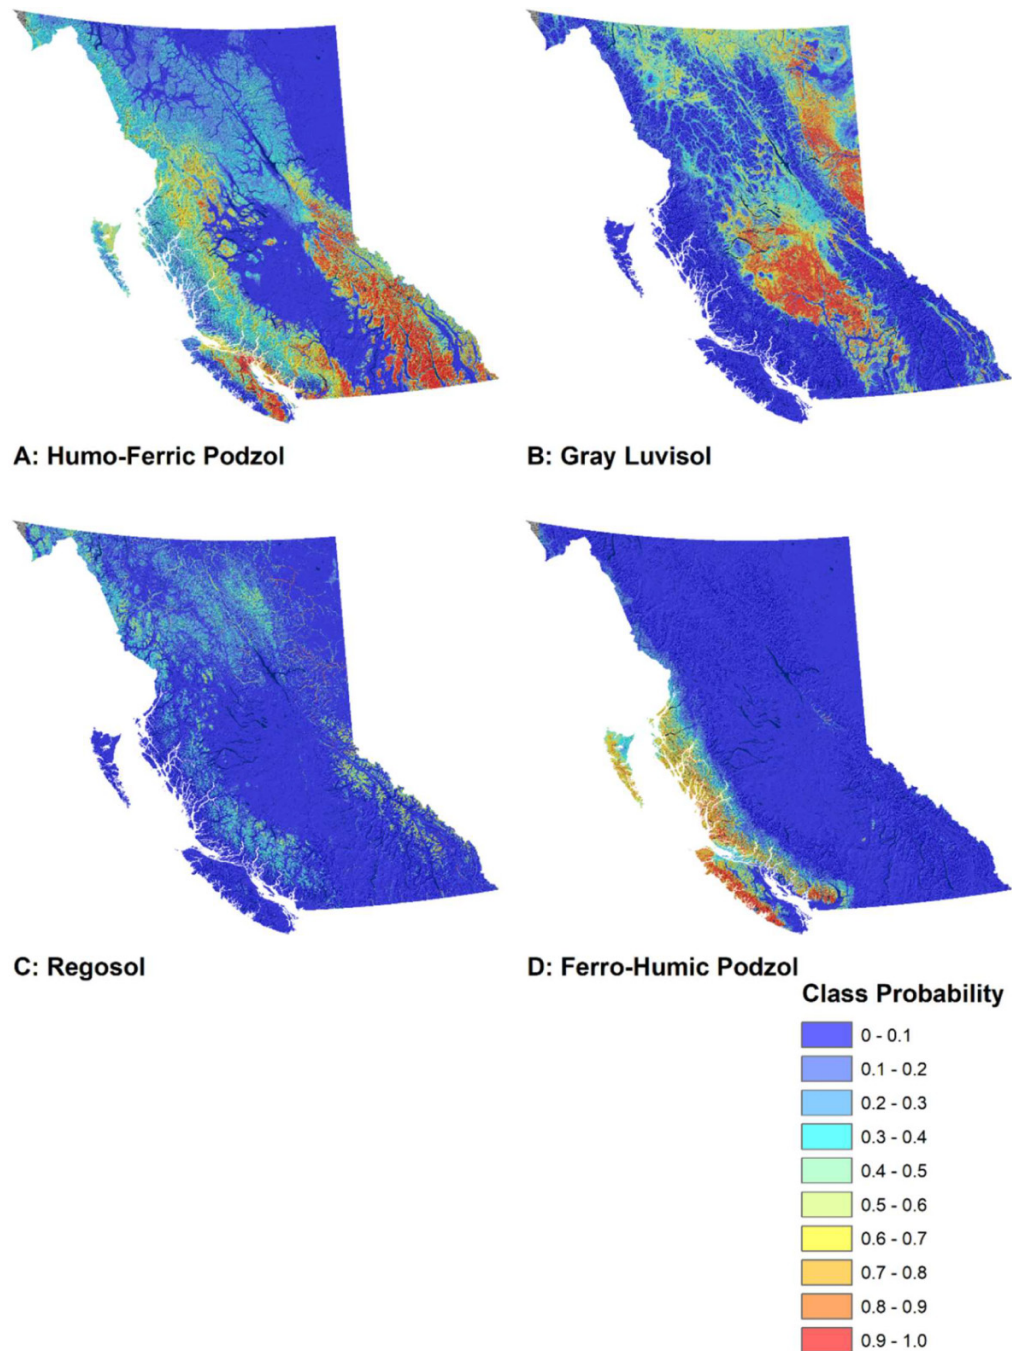 A: Humo-Ferric Podzol
B: Gray Luvisol
C: Regosol
D: Ferro-Humic Podzol
Class Probability
0 - 0.1
0.1 - 0.2
0.2 - 0.3
0.3 - 0.4
0.4 - 0.5
0.5 - 0.6
0.6 - 0.7
0.7 - 0.8
0.8 - 0.9
0.9 - 1.0